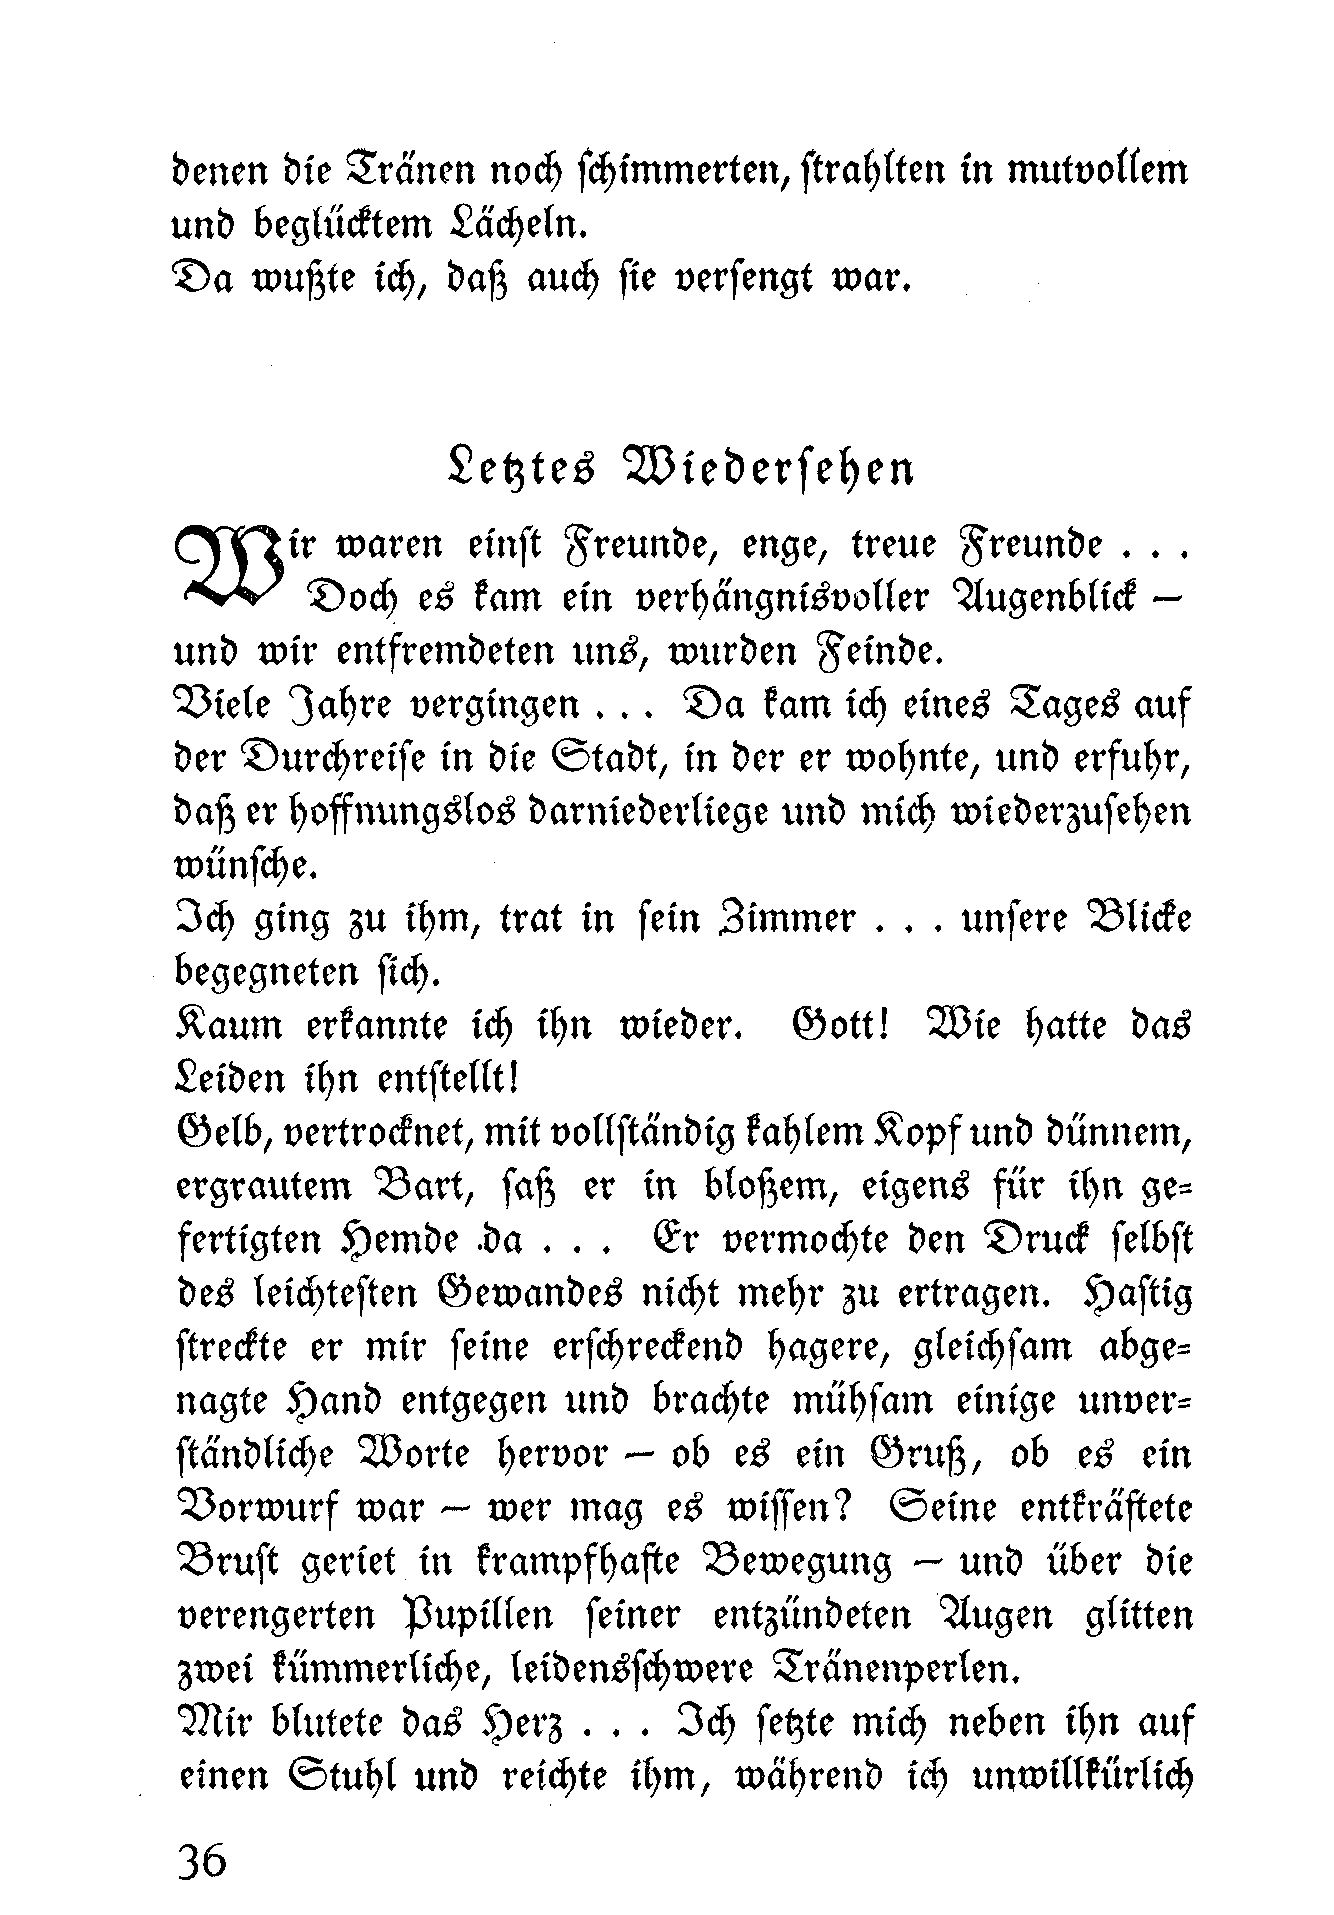 denen die Tränen noch schimmerten, strahlten in mutvollem
und beglücktem Lächeln.
Da wußte ich, daß auch sie versengt war.
Letztes Wiedersehen
Wir waren einst Freunde, enge, treue Freunde . . .
Doch es kam ein verhängnisvoller Augenblick –
und wir entfremdeten uns, wurden Feinde.
Viele Jahre vergingen . . . Da kam ich eines Tages auf
der Durchreise in die Stadt, in der er wohnte, und erfuhr,
daß er hoffnungslos darniederliege und mich wiederzusehen
wünsche.
Ich ging zu ihm, trat in sein Zimmer . . . unsere Blicke
begegneten sich.
Kaum erkannte ich ihn wieder. Gott! Wie hatte das
Leiden ihn entstellt!
Gelb, vertrocknet, mit vollständig kahlem Kopf und dünnem,
ergrautem Bart, saß er in bloßem, eigens für ihn ge=
fertigten Hemde da . . . Er vermochte den Druck selbst
des leichtesten Gewandes nicht mehr zu ertragen. Hastig
streckte er mir seine erschreckend hagere, gleichsam abge=
nagte Hand entgegen und brachte mühsam einige unver=
ständliche Worte hervor – ob es ein Gruß, ob es ein
Vorwurf war – wer mag es wissen? Seine entkräftete
Brust geriet in krampfhafte Bewegung – und über die
verengerten Pupillen seiner entzündeten Augen glitten
zwei kümmerliche, leidensschwere Tränenperlen.
Mir blutete das Herz . . . Ich setzte mich neben ihn auf
einen Stuhl und reichte ihm, während ich unwillkürlich
36